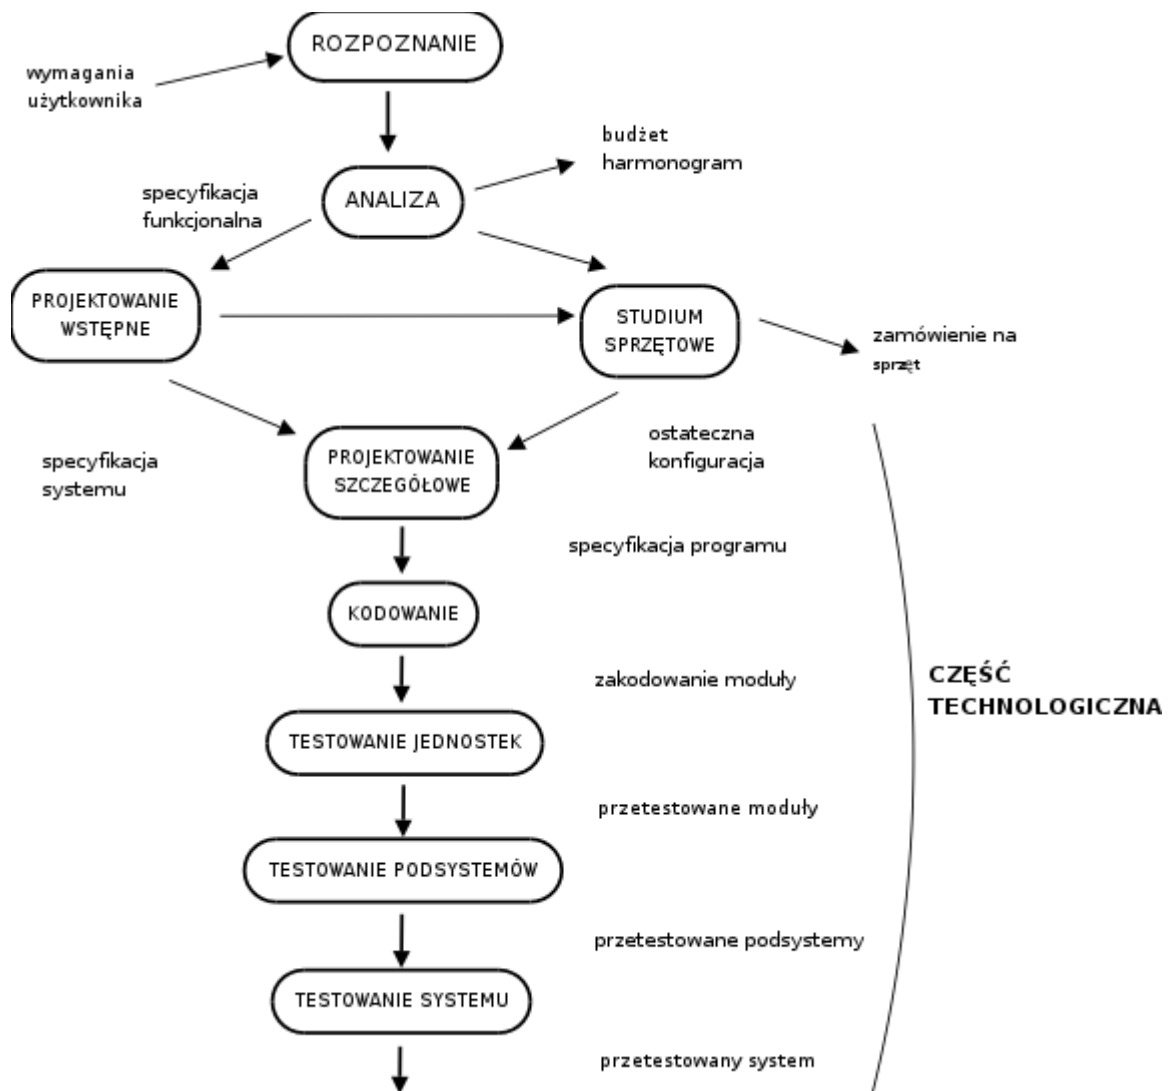 ROZPOZNANIE
wymagania
użytkownika
budżet
harmonogram
ANALIZA
specyfikacja
funkcjonalna
PROJEKTOWANIE
WSTĘPNE
STUDIUM
SPRZĘTOWE
zamówienie na
sprzęt
PROJEKTOWANIE
SZCZEGÓŁOWE
ostateczna
konfiguracja
specyfikacja
systemu
specyfikacja programu
KODOWANIE
zakodowanie moduły
CZĘŚĆ
TECHNOLOGICZNA
TESTOWANIE JEDNOSTEK
przetestowane moduły
TESTOWANIE PODSYSTEMÓW
przetestowane podsystemy
TESTOWANIE SYSTEMU
przetestowany system